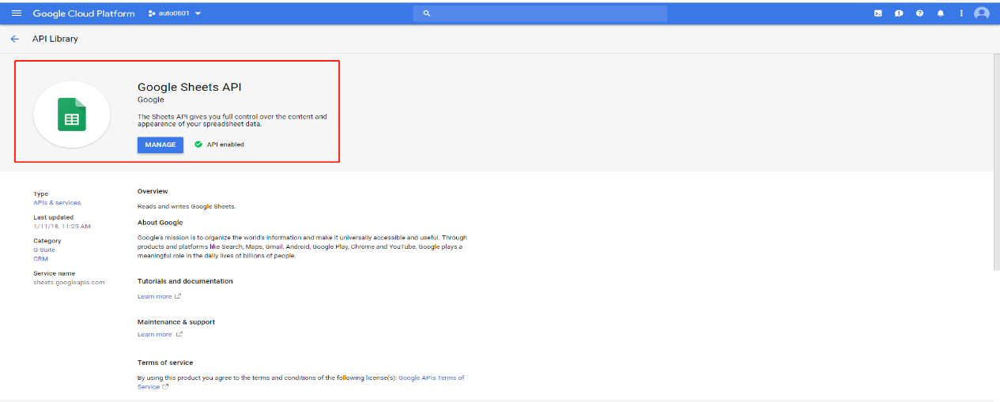 Google Cloud Platform
auto0601
API Library
Google Sheets API
Google
The Sheets API gives you full control over the content and
appearence of your spreadsheet data.
MANAGE
API enabled
Type
APIs & services
Last updated
1/11/18, 11:25 AM
Category
G Suite
CRM
Service name
sheets.googleapis.com
Overview
Reads and writes Google Sheets.
About Google
Google's mission is to organize the world's information and make it universally accessible and useful. Through
products and platforms like Search, Maps, Gmail, Android, Google Play, Chrome and YouTube, Google plays a
meaningful role in the daily lives of billions of people.
Tutorials and documentation
Learn more
Maintenance & support
Learn more
Terms of service
By using this product you agree to the terms and conditions of the following license(s): Google APIs Terms of
Service